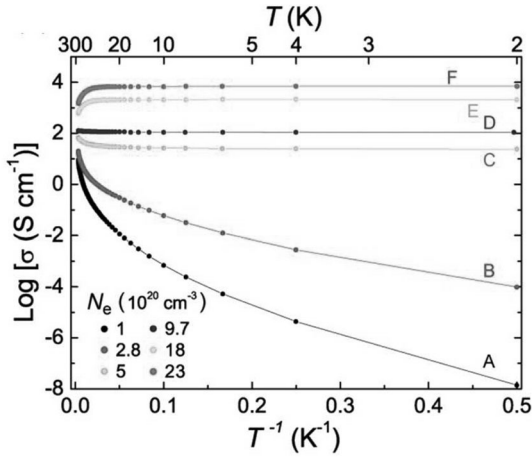 T (K)
300 20 10 5 4 3 2
F
E
D
C
B
A
Log [σ (S cm⁻¹)]
4
2
0
-2
-4
-6
-8
Nₑ (10²⁰ cm⁻³)
1 9.7
2.8 18
5 23
0.0 0.1 0.2 0.3 0.4 0.5
T⁻¹ (K⁻¹)